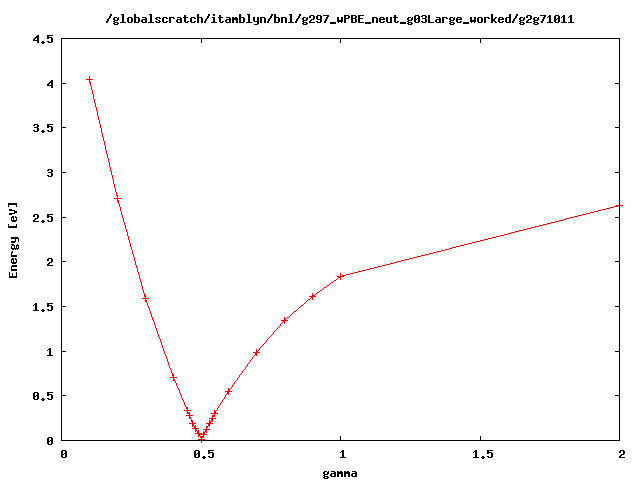 /globalscratch/itamblyn/bnl/g297_wPBE_neut_g03Large_worked/g2g71011
4.5
4
3.5
3
2.5
2
1.5
1
0.5
0
Energy [eV]
0 0.5 1 1.5 2
gamma